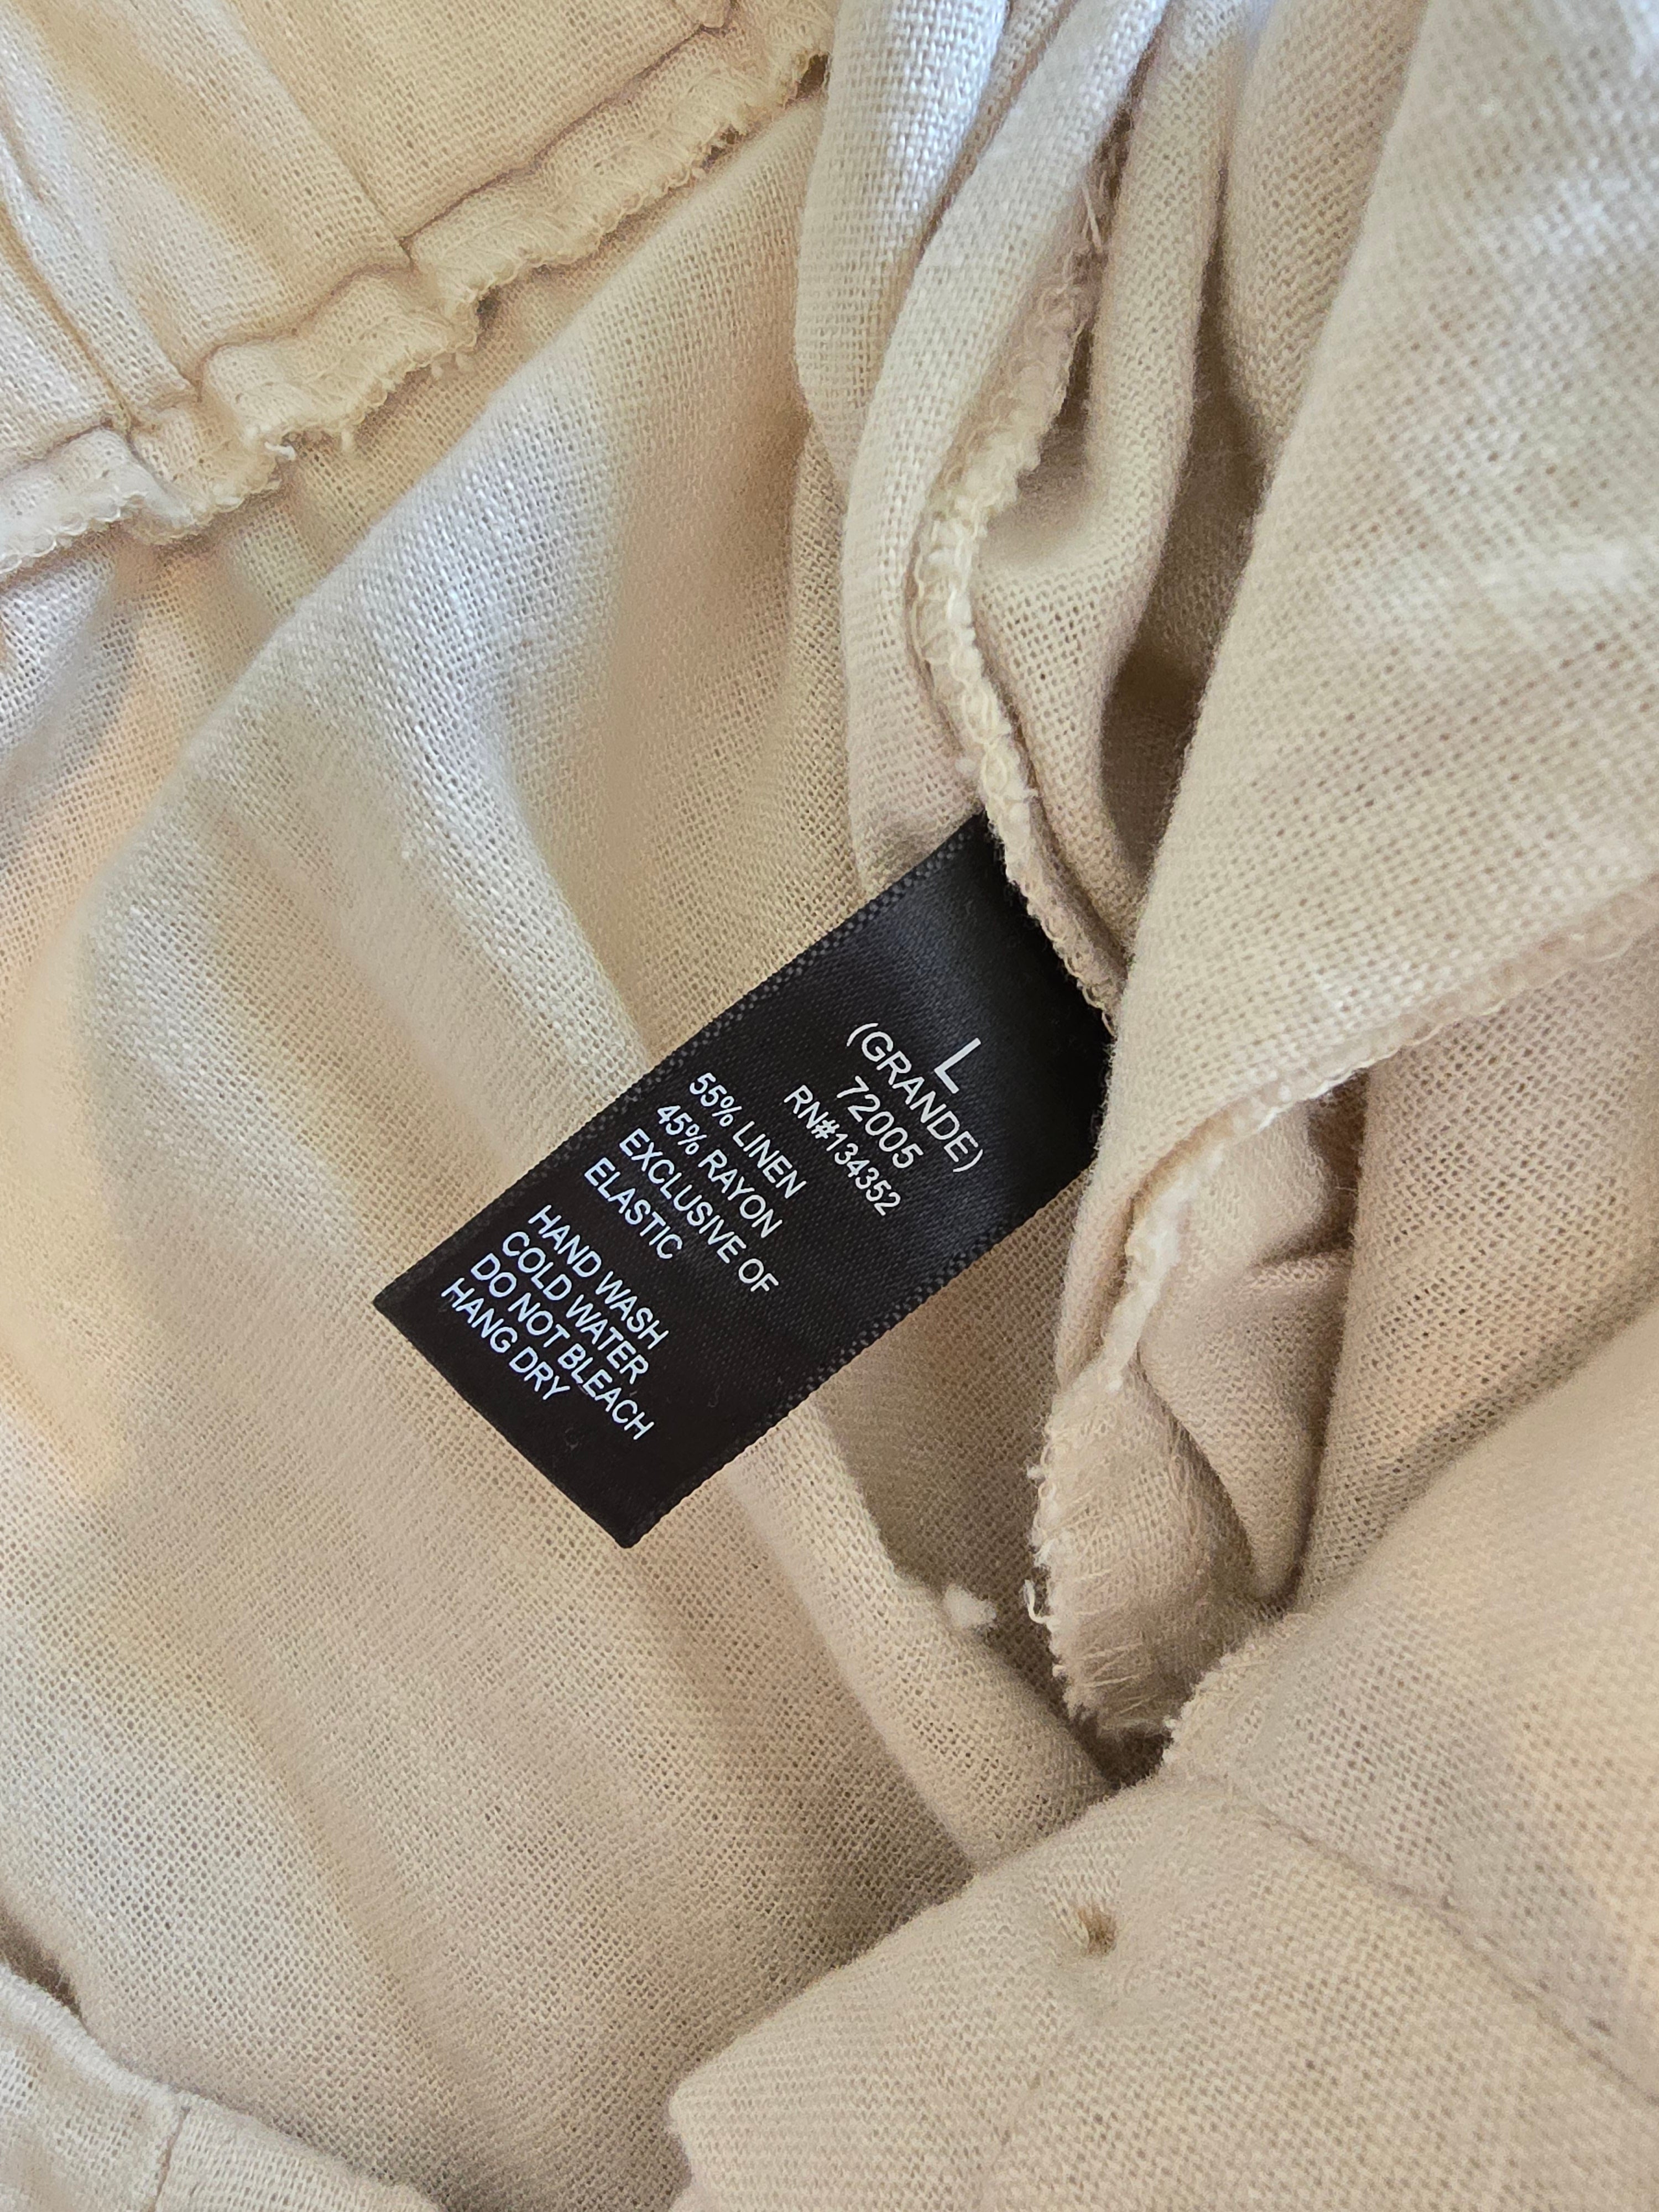 L
(GRANDE)
72005
RN#134352
55% LINEN
45% RAYON
EXCLUSIVE OF
ELASTIC
HAND WASH
COLD WATER
DO NOT BLEACH
HANG DRY